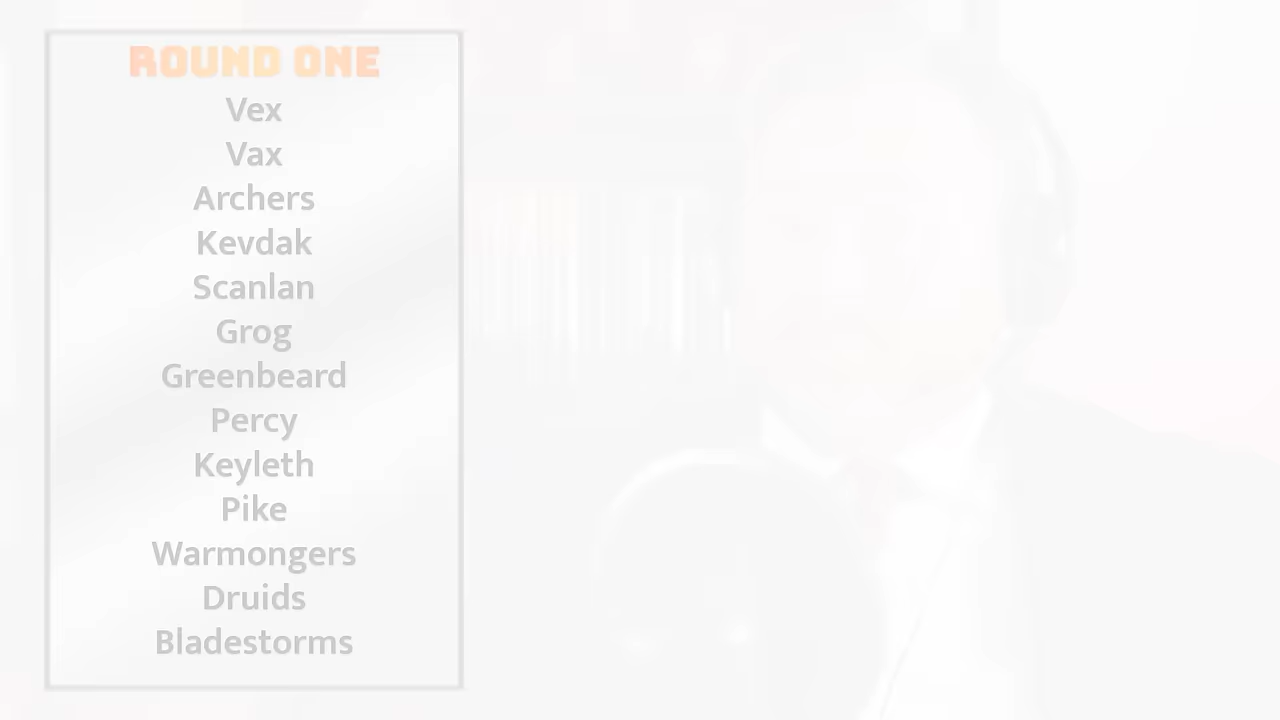 ROUND ONE
Vex
Vax
Archers
Kevdak
Scanlan
Grog
Greenbeard
Percy
Keyleth
Pike
Warmongers
Druids
Bladestorms